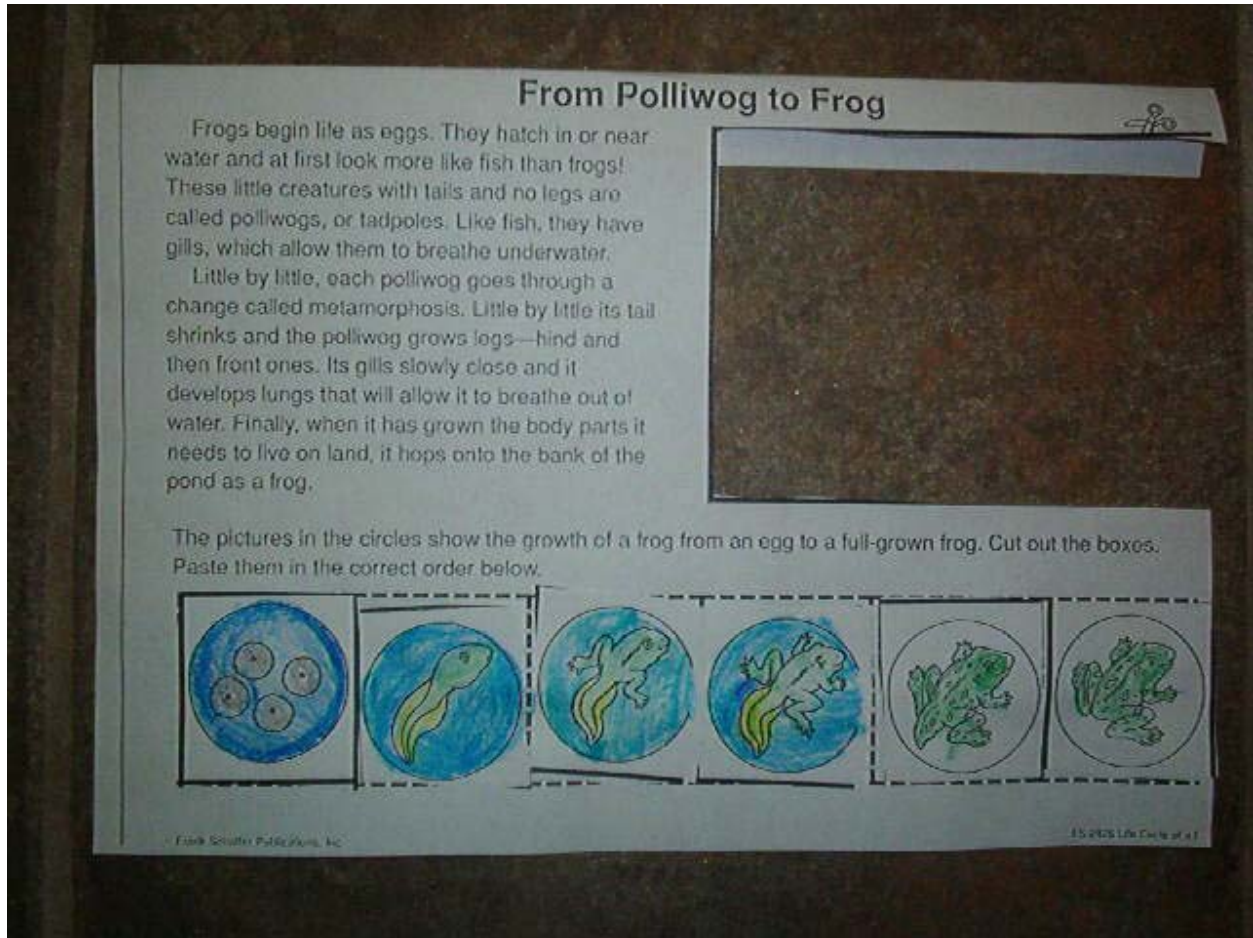 From Polliwog to Frog
Frogs begin life as eggs. They hatch in or near
water and at first look more like fish than frogs!
These little creatures with tails and no legs are
called polliwogs, or tadpoles. Like fish, they have
gills, which allow them to breathe underwater.
Little by little, each polliwog goes through a
change called metamorphosis. Little by little its tail
shrinks and the polliwog grows legs—hind and
then front ones. Its gills slowly close and it
develops lungs that will allow it to breathe out of
water. Finally, when it has grown the body parts it
needs to live on land, it hops onto the bank of the
pond as a frog.
The pictures in the circles show the growth of a frog from an egg to a full-grown frog. Cut out the boxes.
Paste them in the correct order below.
Frank Schaffer Publications, Inc.
Life Cycle of a